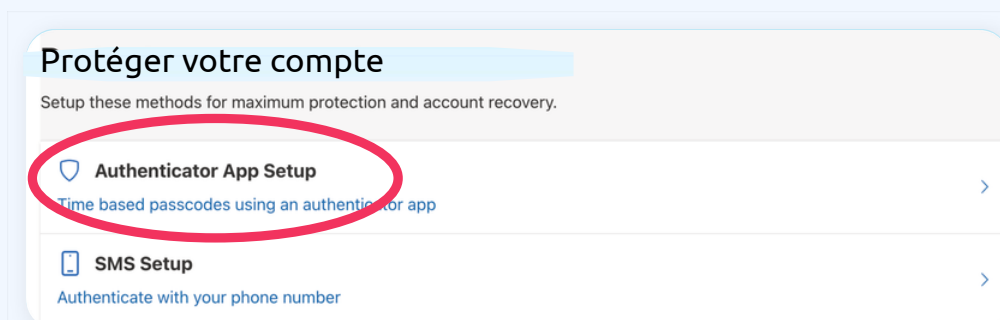 Protéger votre compte
Setup these methods for maximum protection and account recovery.
Authenticator App Setup
Time based passcodes using an authenticator app
SMS Setup
Authenticate with your phone number